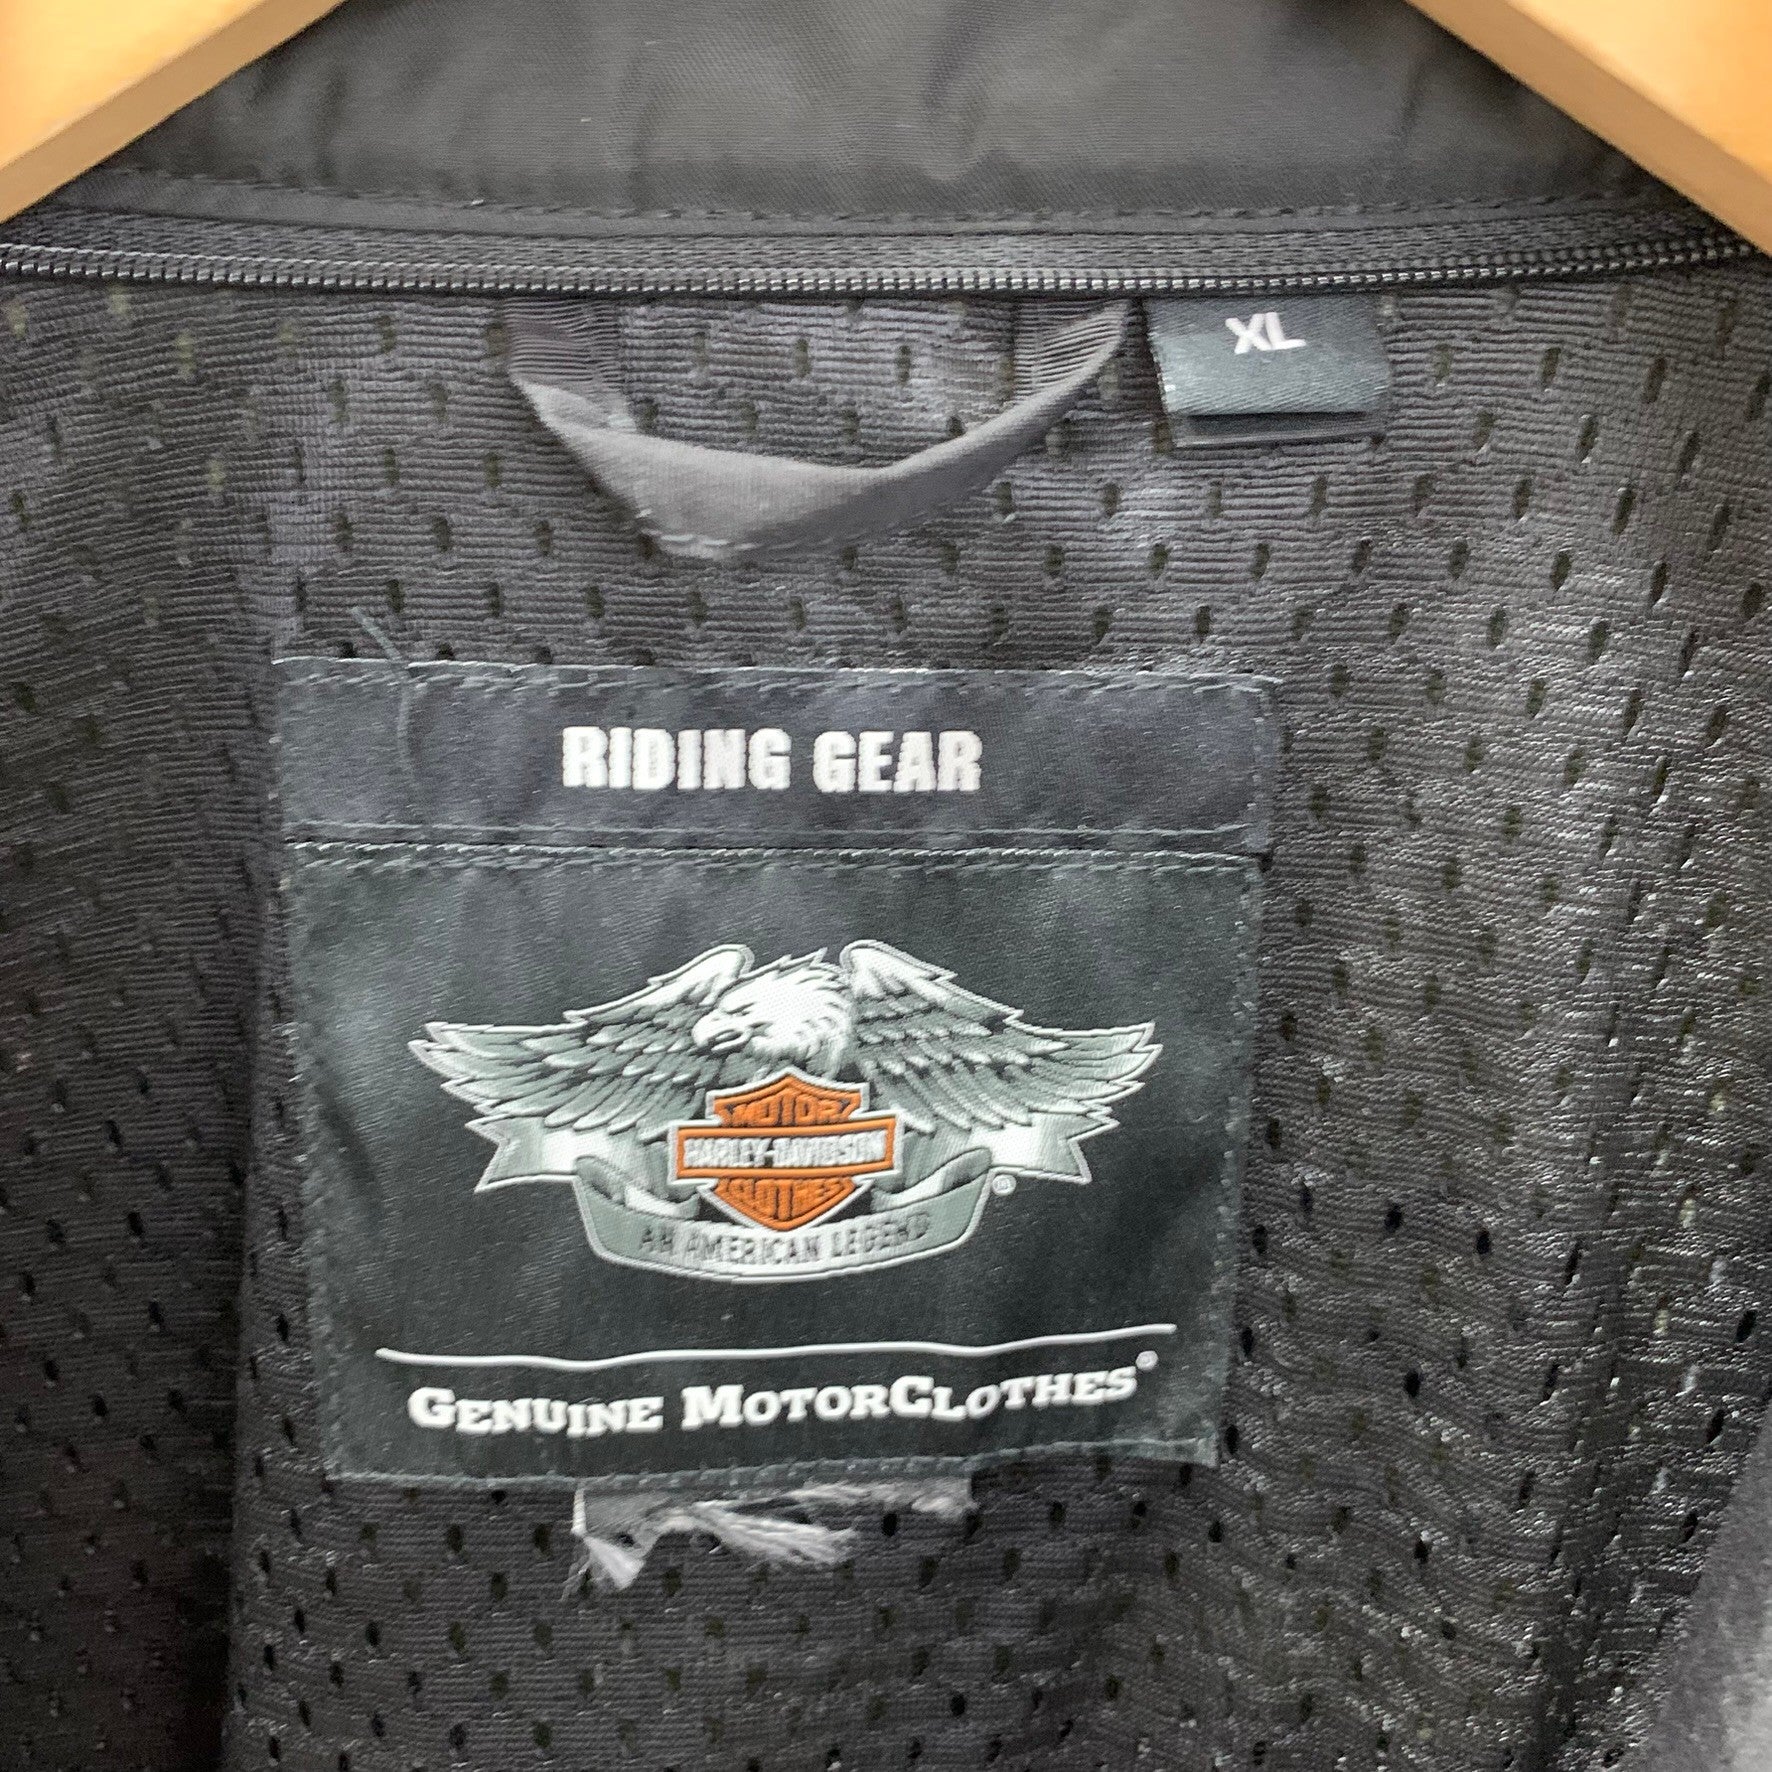 XL
RIDING GEAR
MOTOR
HARLEY-DAVIDSON
CLOTHES
®
AN AMERICAN LEGEND
GENUINE MOTORCLOTHES®